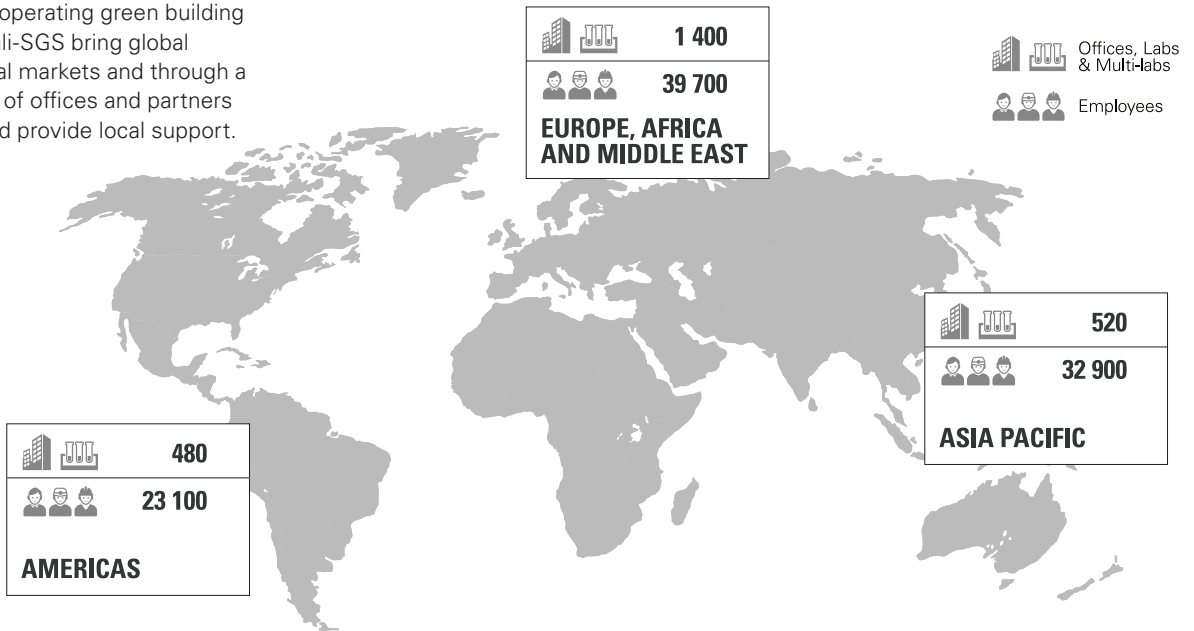 operating green building
li-SGS bring global
al markets and through a
of offices and partners
d provide local support.
1 400
39 700
EUROPE, AFRICA
AND MIDDLE EAST
Offices, Labs
& Multi-labs
Employees
520
32 900
ASIA PACIFIC
480
23 100
AMERICAS